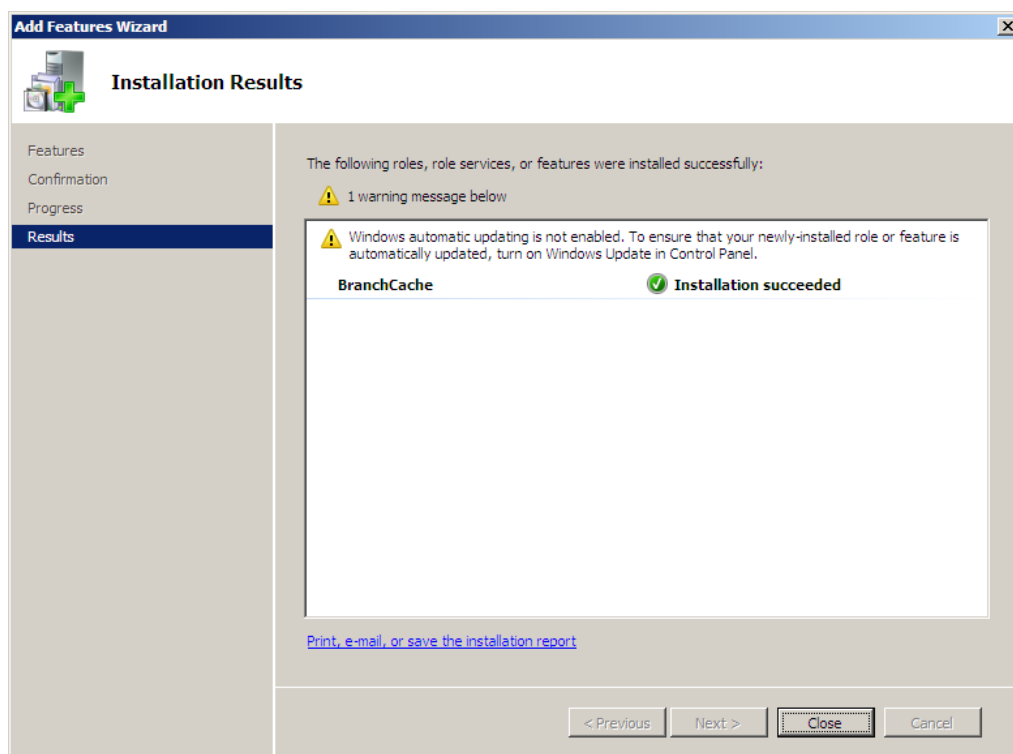 Add Features Wizard
Installation Results
Features
Confirmation
Progress
Results
The following roles, role services, or features were installed successfully:
1 warning message below
Windows automatic updating is not enabled. To ensure that your newly-installed role or feature is
automatically updated, turn on Windows Update in Control Panel.
BranchCache Installation succeeded
Print, e-mail, or save the installation report
< Previous Next > Close Cancel